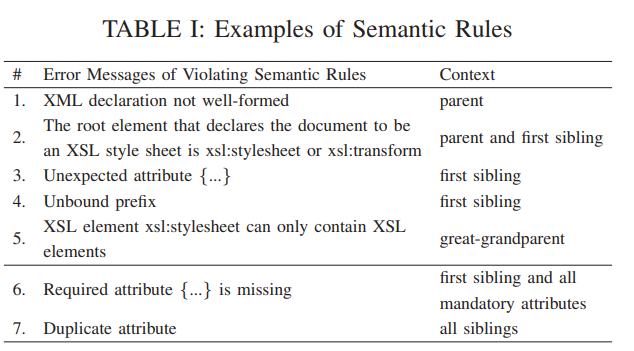 TABLE I: Examples of Semantic Rules
# Error Messages of Violating Semantic Rules Context
1. XML declaration not well-formed parent
2. The root element that declares the document to be
an XSL style sheet is xsl:stylesheet or xsl:transform parent and first sibling
3. Unexpected attribute {...} first sibling
4. Unbound prefix first sibling
5. XSL element xsl:stylesheet can only contain XSL
elements great-grandparent
6. Required attribute {...} is missing first sibling and all
mandatory attributes
7. Duplicate attribute all siblings